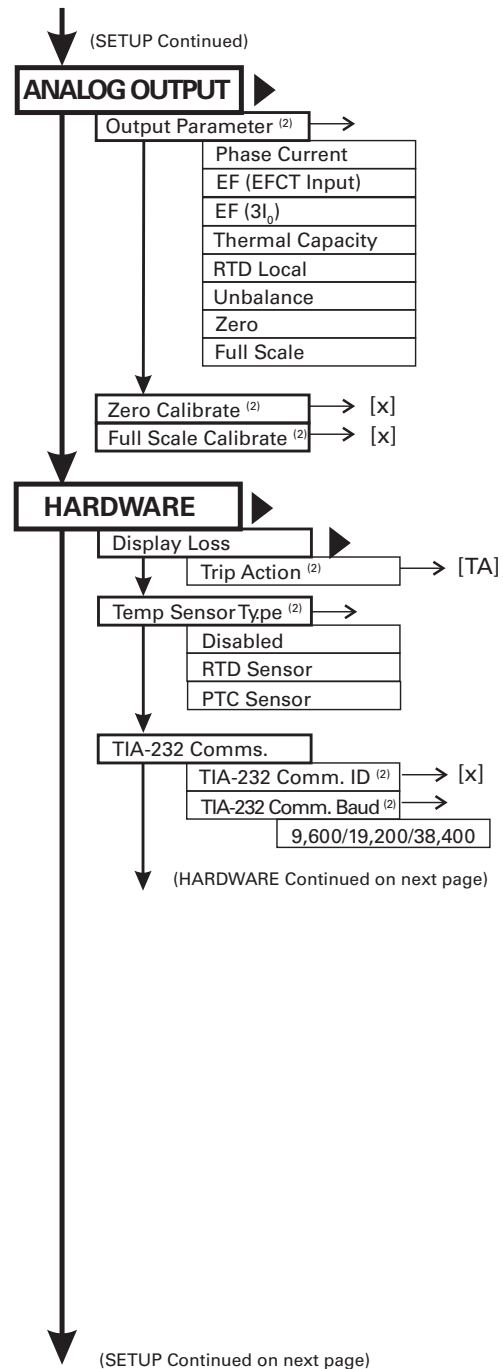 (SETUP Continued)
ANALOG OUTPUT
Output Parameter (2)
Phase Current
EF (EFCT Input)
EF (3I0)
Thermal Capacity
RTD Local
Unbalance
Zero
Full Scale
Zero Calibrate (2) [x]
Full Scale Calibrate (2) [x]
HARDWARE
Display Loss
Trip Action (2) [TA]
Temp Sensor Type (2)
Disabled
RTD Sensor
PTC Sensor
TIA-232 Comms.
TIA-232 Comm. ID (2) [x]
TIA-232 Comm. Baud (2)
9,600/19,200/38,400
(HARDWARE Continued on next page)
(SETUP Continued on next page)